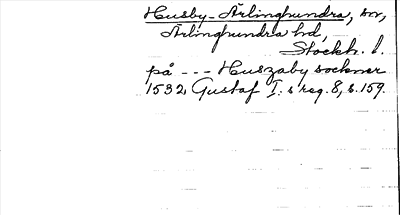 Husby-Ärlinghundra, sn,
Ärlinghundra hd,
Stockh. l.
på --- Huszaby sockner
1532, Gustaf I:s reg. 8, s. 159.